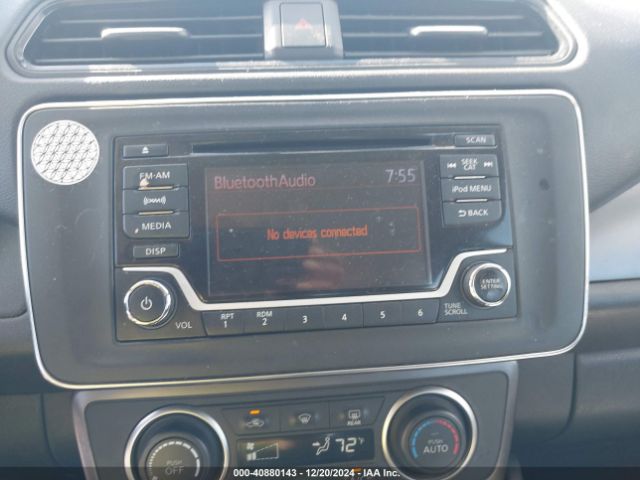 SCAN
FM·AM
SEEK
CAT
iPod MENU
MEDIA
BACK
DISP
BluetoothAudio 7:55
No devices connected
VOL
RPT
1
RDM
2
3
4
5
6
TUNE
SCROLL
ENTER
SETTING
REAR
72°F
PUSH
OFF
PUSH
AUTO
000-40880143 - 12/20/2024 - IAA Inc.